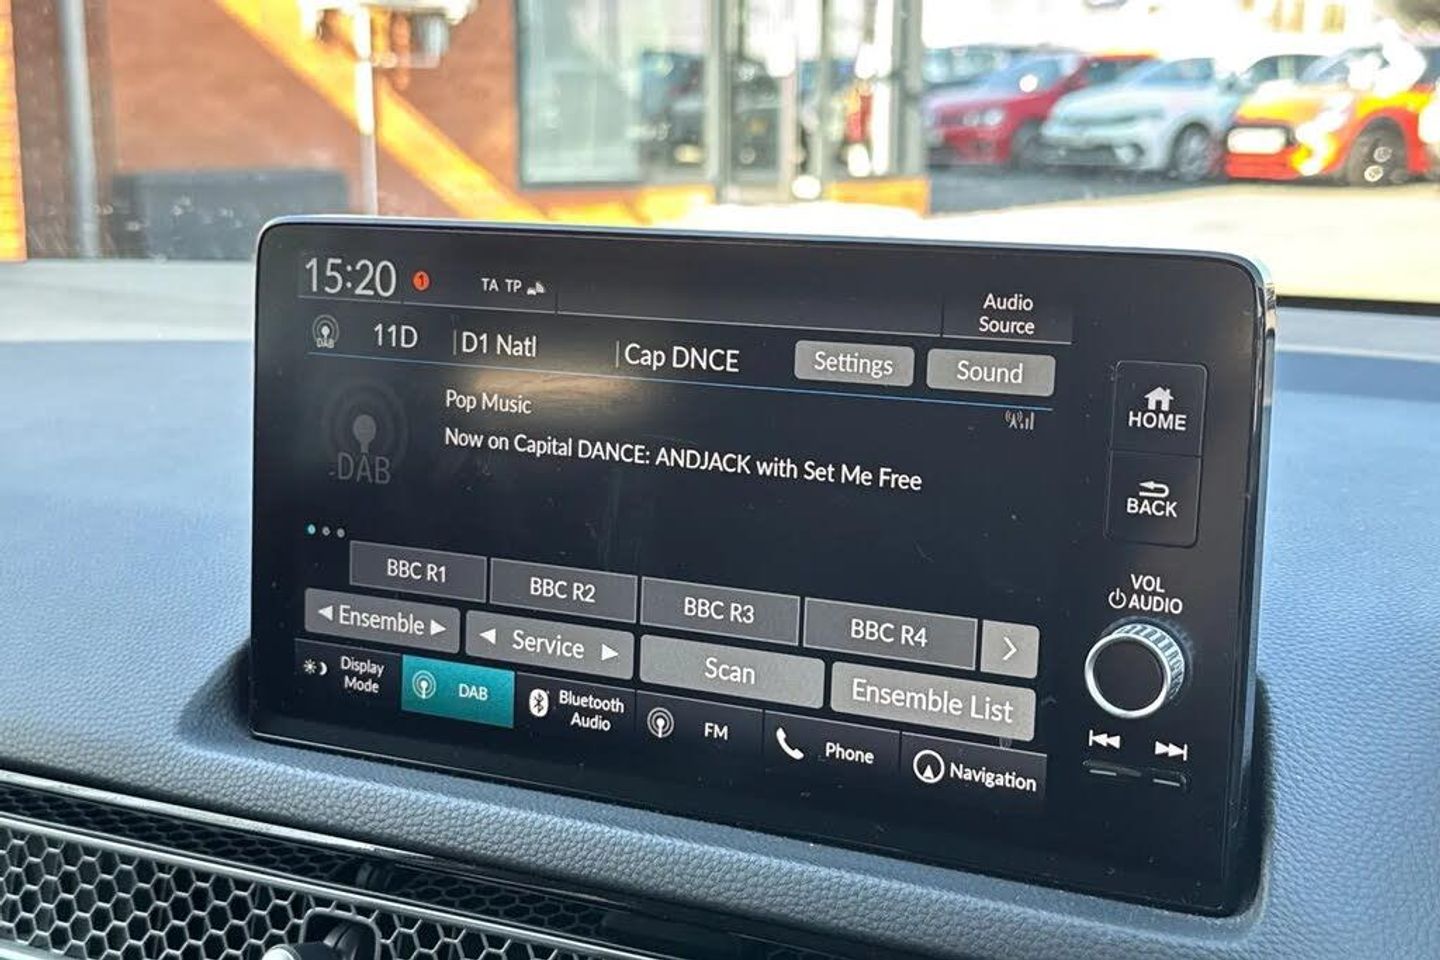 15:20 1 TA TP
Audio
Source
DAB 11D D1 Natl Cap DNCE Settings Sound
Pop Music
Now on Capital DANCE: ANDJACK with Set Me Free
DAB
BBC R1 BBC R2 BBC R3 BBC R4
Ensemble Service Scan Ensemble List
Display
Mode
DAB
Bluetooth
Audio
FM
Phone
Navigation
HOME
BACK
VOL
AUDIO